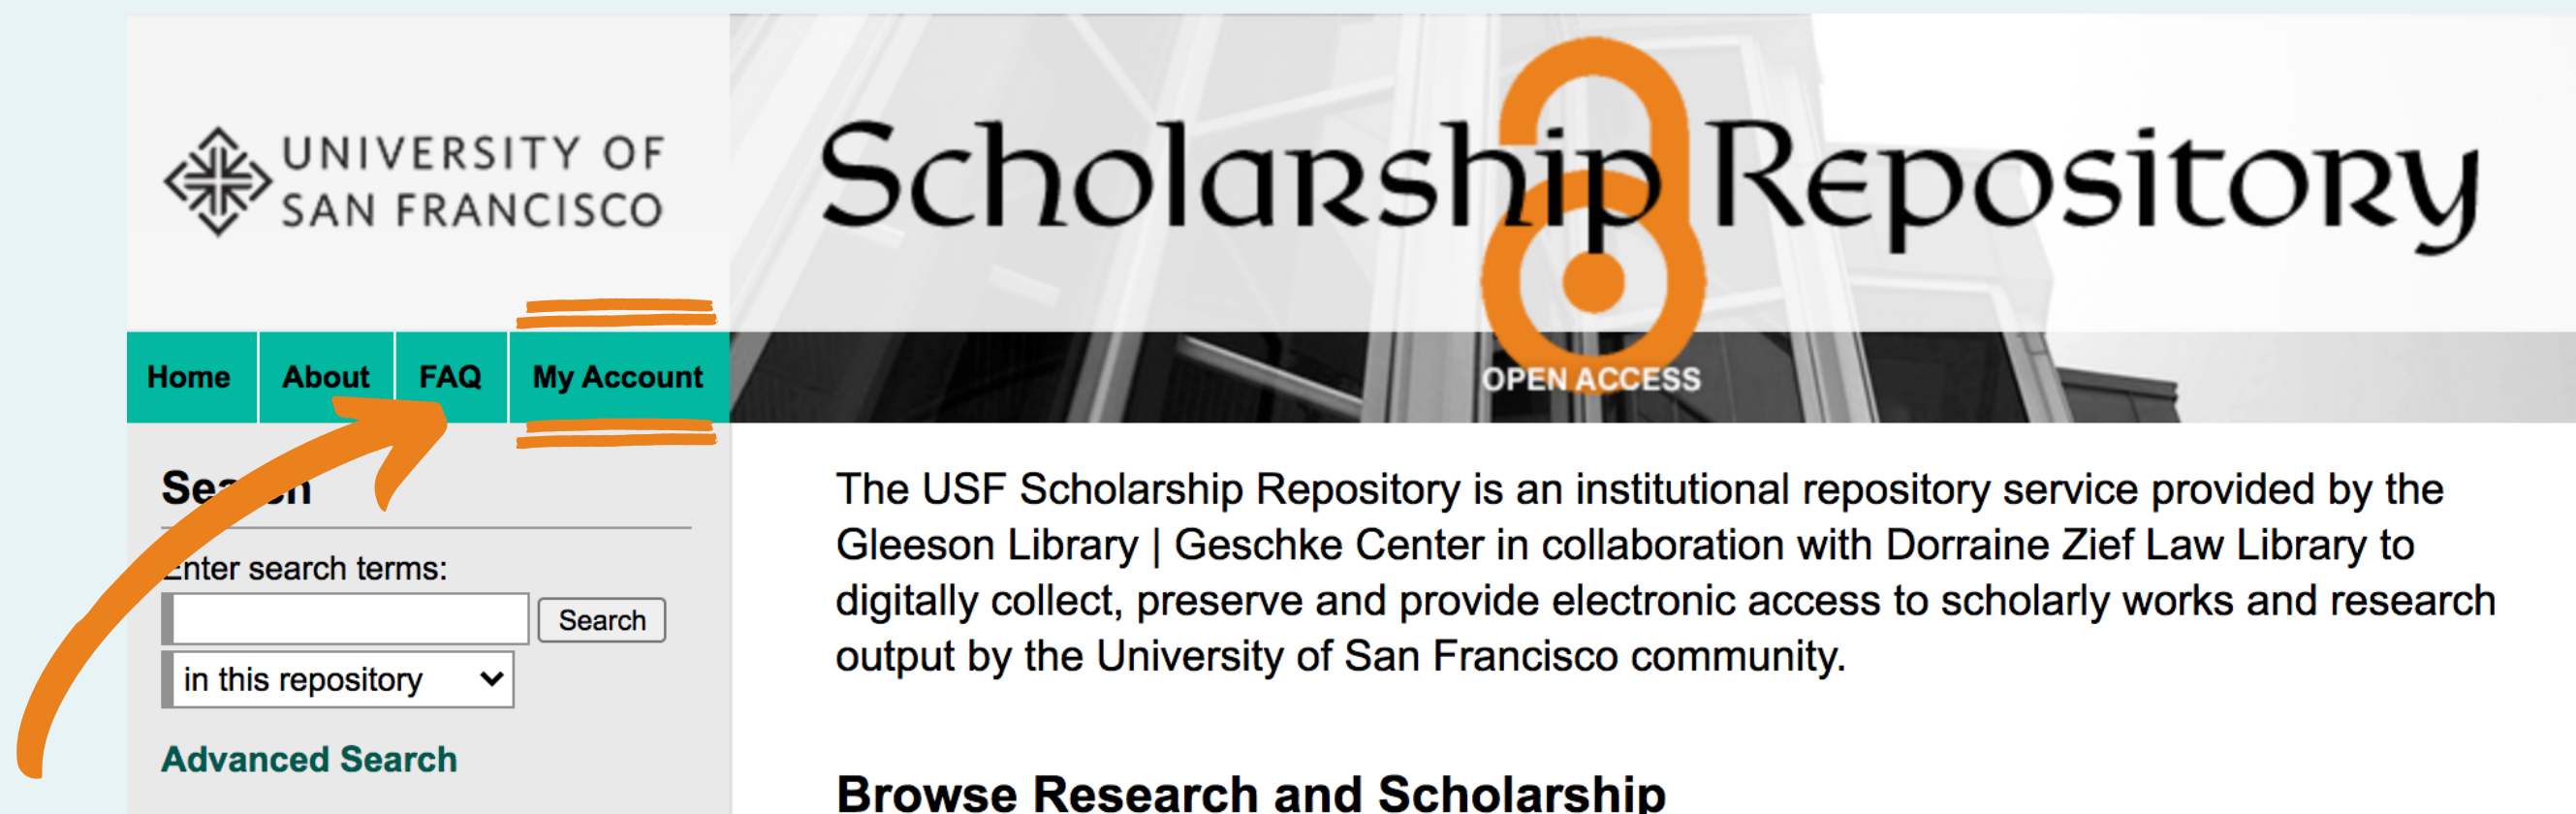 UNIVERSITY OF
SAN FRANCISCO
Scholarship Repository
OPEN ACCESS
Home About FAQ My Account
Search
Enter search terms:
Search
in this repository
Advanced Search
The USF Scholarship Repository is an institutional repository service provided by the
Gleeson Library | Geschke Center in collaboration with Dorraine Zief Law Library to
digitally collect, preserve and provide electronic access to scholarly works and research
output by the University of San Francisco community.
Browse Research and Scholarship